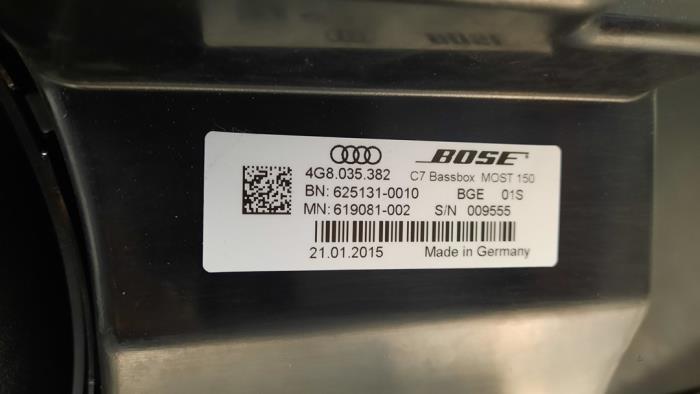 BOSE
4G8.035.382 C7 Bassbox MOST 150
BN: 625131-0010 BGE 01S
MN: 619081-002 S/N 009555
21.01.2015 Made in Germany